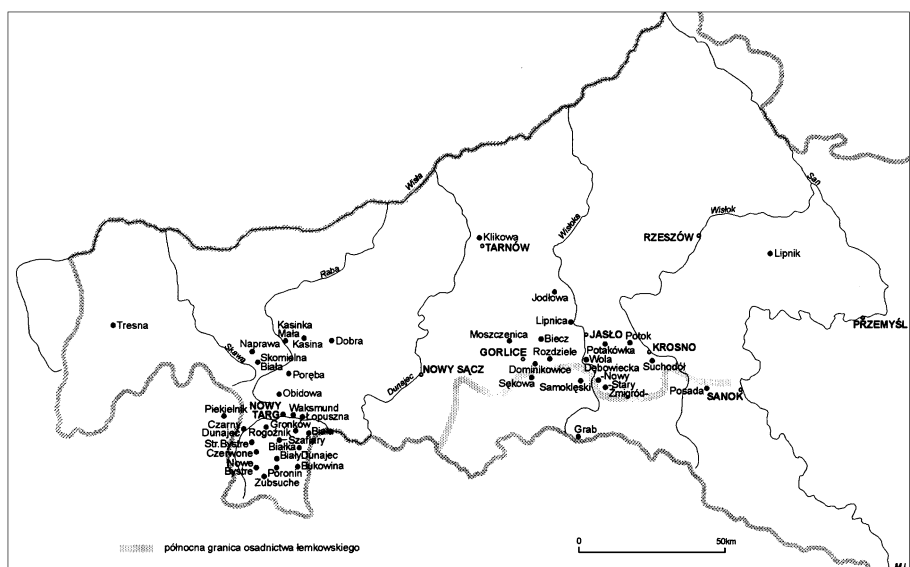 Wisła
San
Wisłok
Wisłoka
RZESZÓW
Klikowa
TARNÓW
Lipnik
Raba
Jodłowa
PRZEMYŚL
Tresna
Lipnica
Kasinka
Mała
Kasina
Dobra
Naprawa
Skawa
Skomielna
Biała
Moszczenica
Biecz
JASŁO
Potok
Potakówka
KROSNO
GORLICE
Rozdziele
Wola
Dębowiecka
Suchodół
Poręba
Dunajec
NOWY SĄCZ
Dominikowice
Sękowa
Samoklęski
Nowy
Stary
Żmigród
Posada
SANOK
Obidowa
Piekielnik
NOWY
TARG
Waksmund
Łopuszna
Czarny
Dunajec
Rogoźnik
Gronków
Biała
Grab
Str.Bystre
Szaflary
Białka
Czerwone
Biały Dunajec
Nowe
Bystre
Poronin
Bukowina
Zubsuche
północna granica osadnictwa łemkowskiego
0
50km